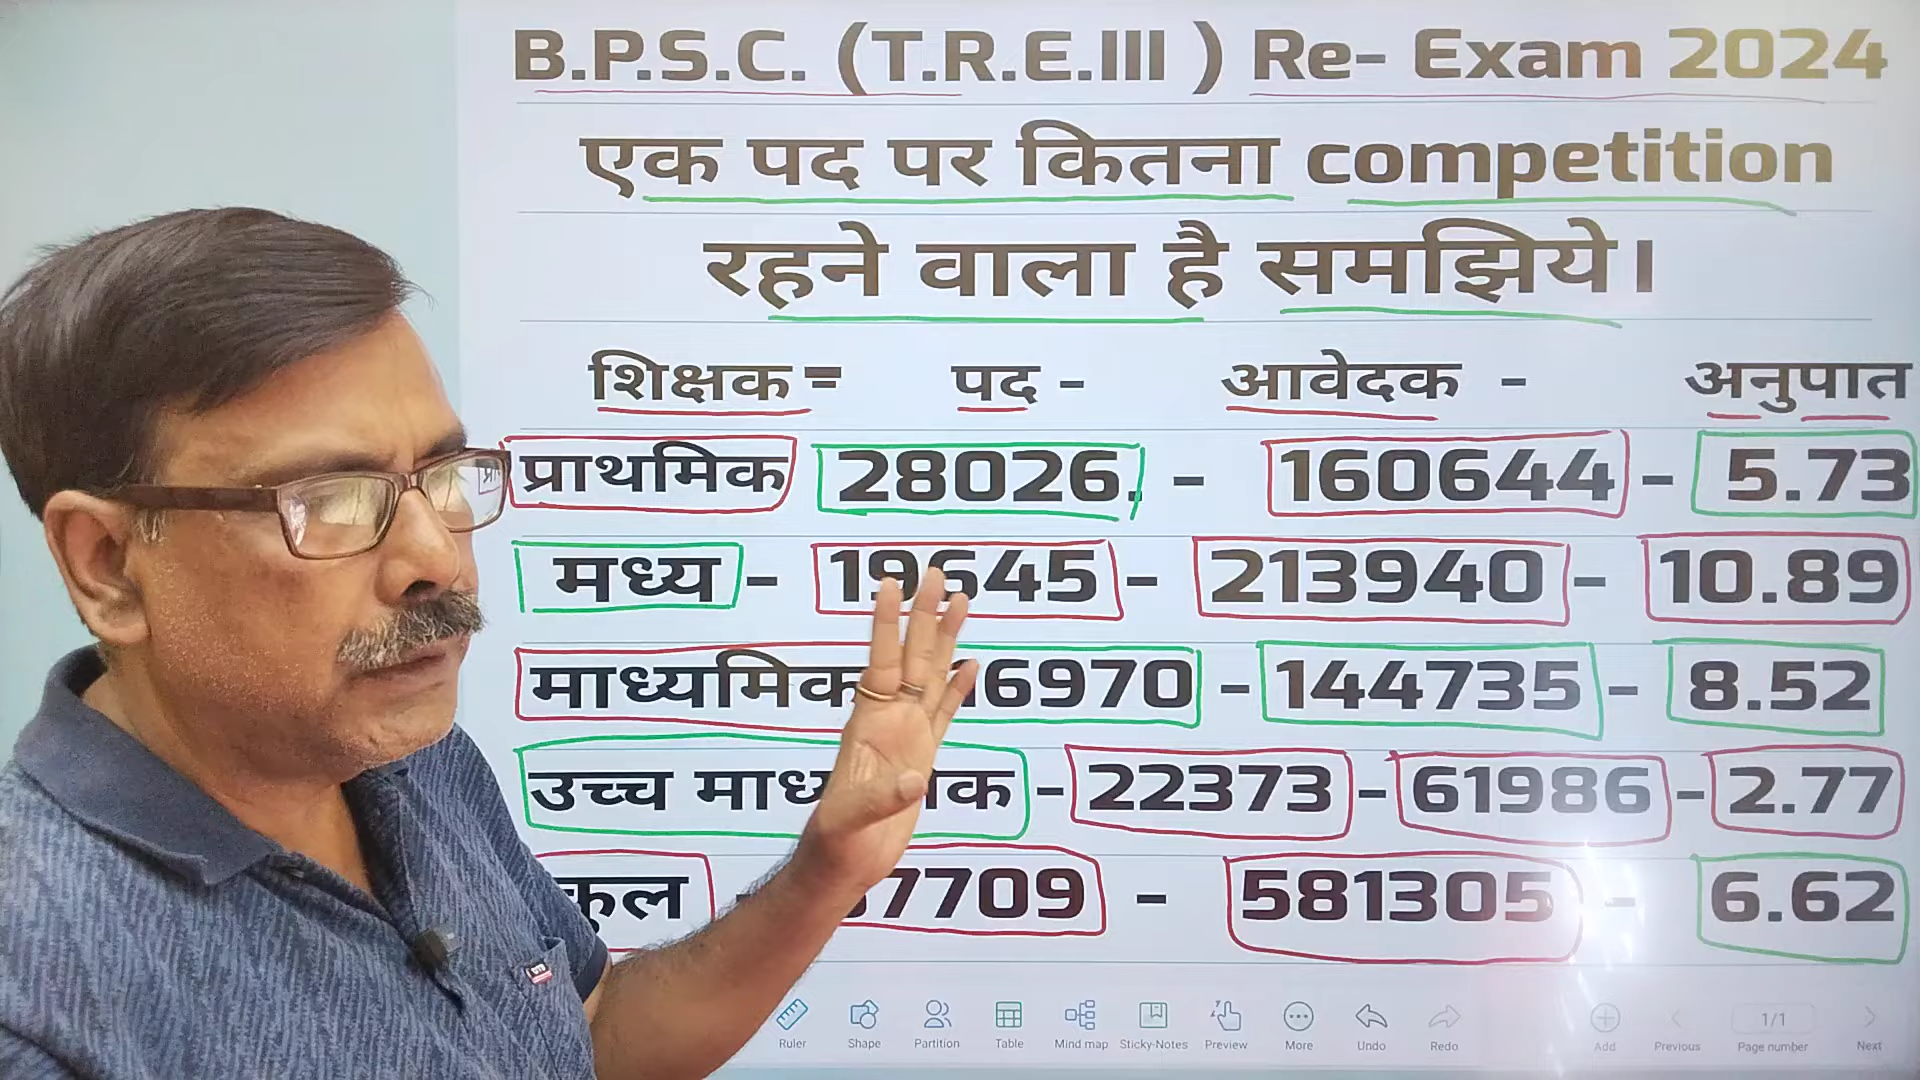 B.P.S.C. (T.R.E.III ) Re- Exam 2024
एक पद पर कितना competition
रहने वाला है समझिये।
शिक्षक - पद - आवेदक - अनुपात
प्राथमिक 28026. - 160644 - 5.73
मध्य - 19645 - 213940 - 10.89
माध्यमिक 16970 - 144735 - 8.52
उच्च - 22373 - 61986 - 2.77
कुल - 7709 - 581305 - 6.62
Ruler Shape Partition Table Mind map Sticky-Notes Preview More Undo Redo Add Previous 1/1 Page number Next